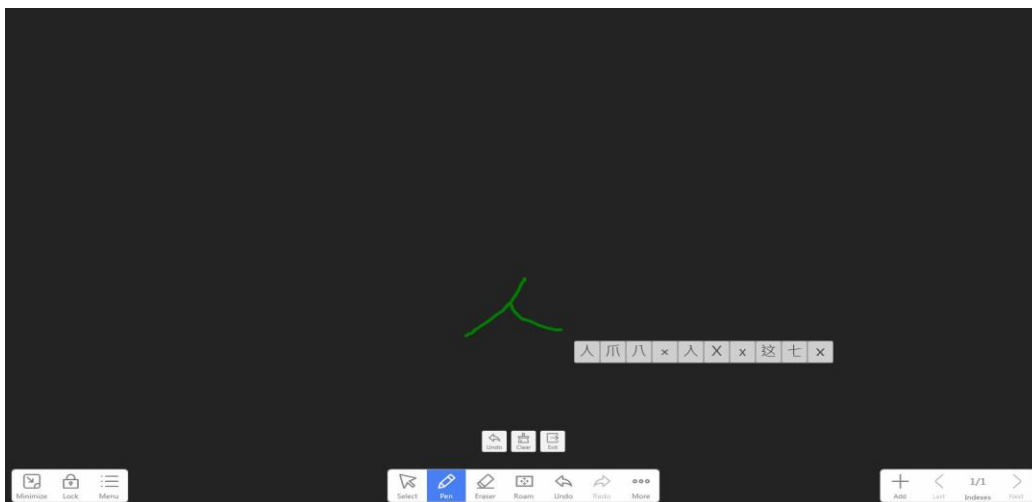 人
人 爪 八 × 入 X x 这 七 x
Undo Clear Exit
Minimize Lock Menu
Select Pen Eraser Roam Undo Redo More
Add Last 1/1 Indexes Next